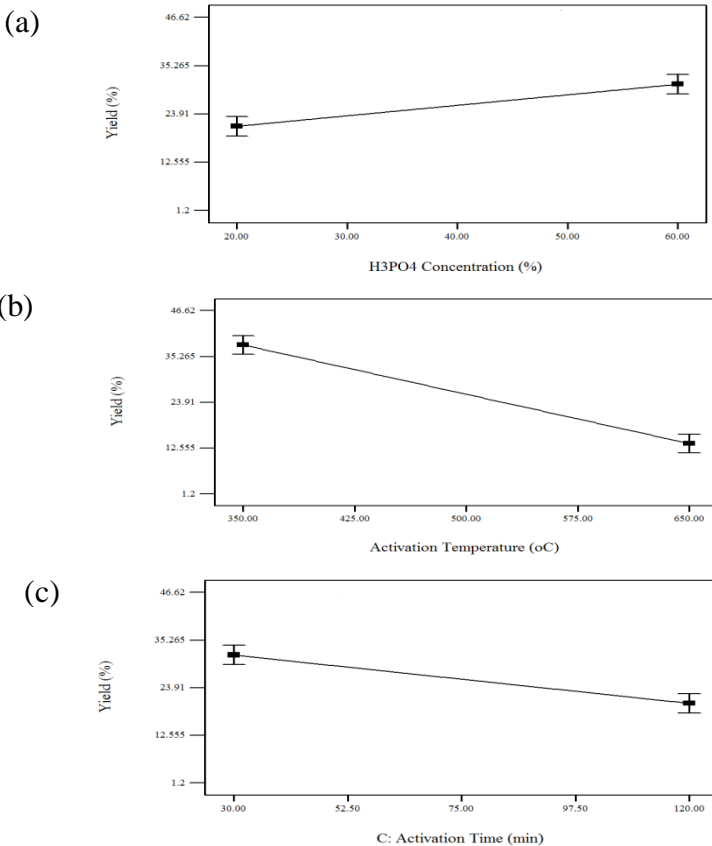 (a)
46.62
35.265
23.91
12.555
1.2
Yield (%)
20.00 30.00 40.00 50.00 60.00
H3PO4 Concentration (%)
(b)
46.62
35.265
23.91
12.555
1.2
Yield (%)
350.00 425.00 500.00 575.00 650.00
Activation Temperature (oC)
(c)
46.62
35.265
23.91
12.555
1.2
Yield (%)
30.00 52.50 75.00 97.50 120.00
C: Activation Time (min)